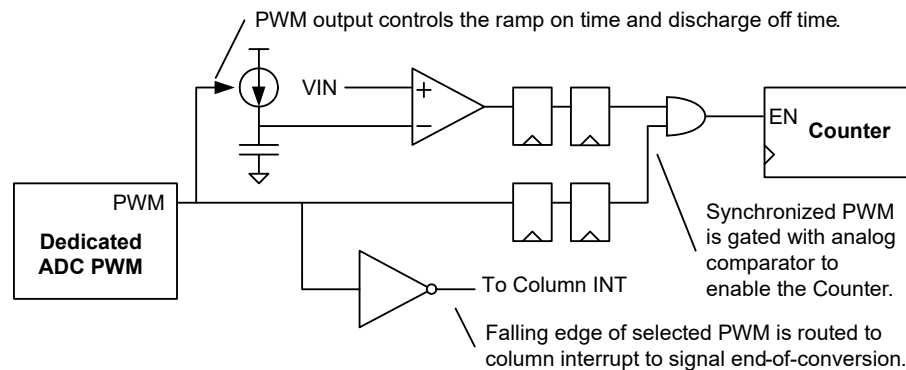 PWM output controls the ramp on time and discharge off time.
VIN
+
−
EN
Counter
PWM
Dedicated
ADC PWM
Synchronized PWM
is gated with analog
comparator to
enable the Counter.
To Column INT
Falling edge of selected PWM is routed to
column interrupt to signal end-of-conversion.